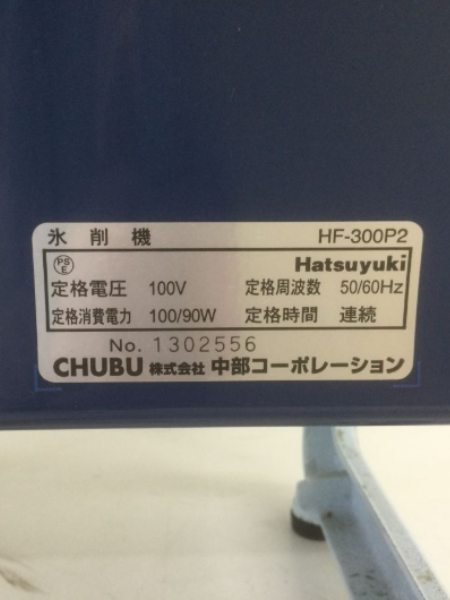 氷削機 HF-300P2
PS E Hatsuyuki
定格電圧 100V 定格周波数 50/60Hz
定格消費電力 100/90W 定格時間 連続
No. 1302556
CHUBU 株式会社 中部コーポレーション